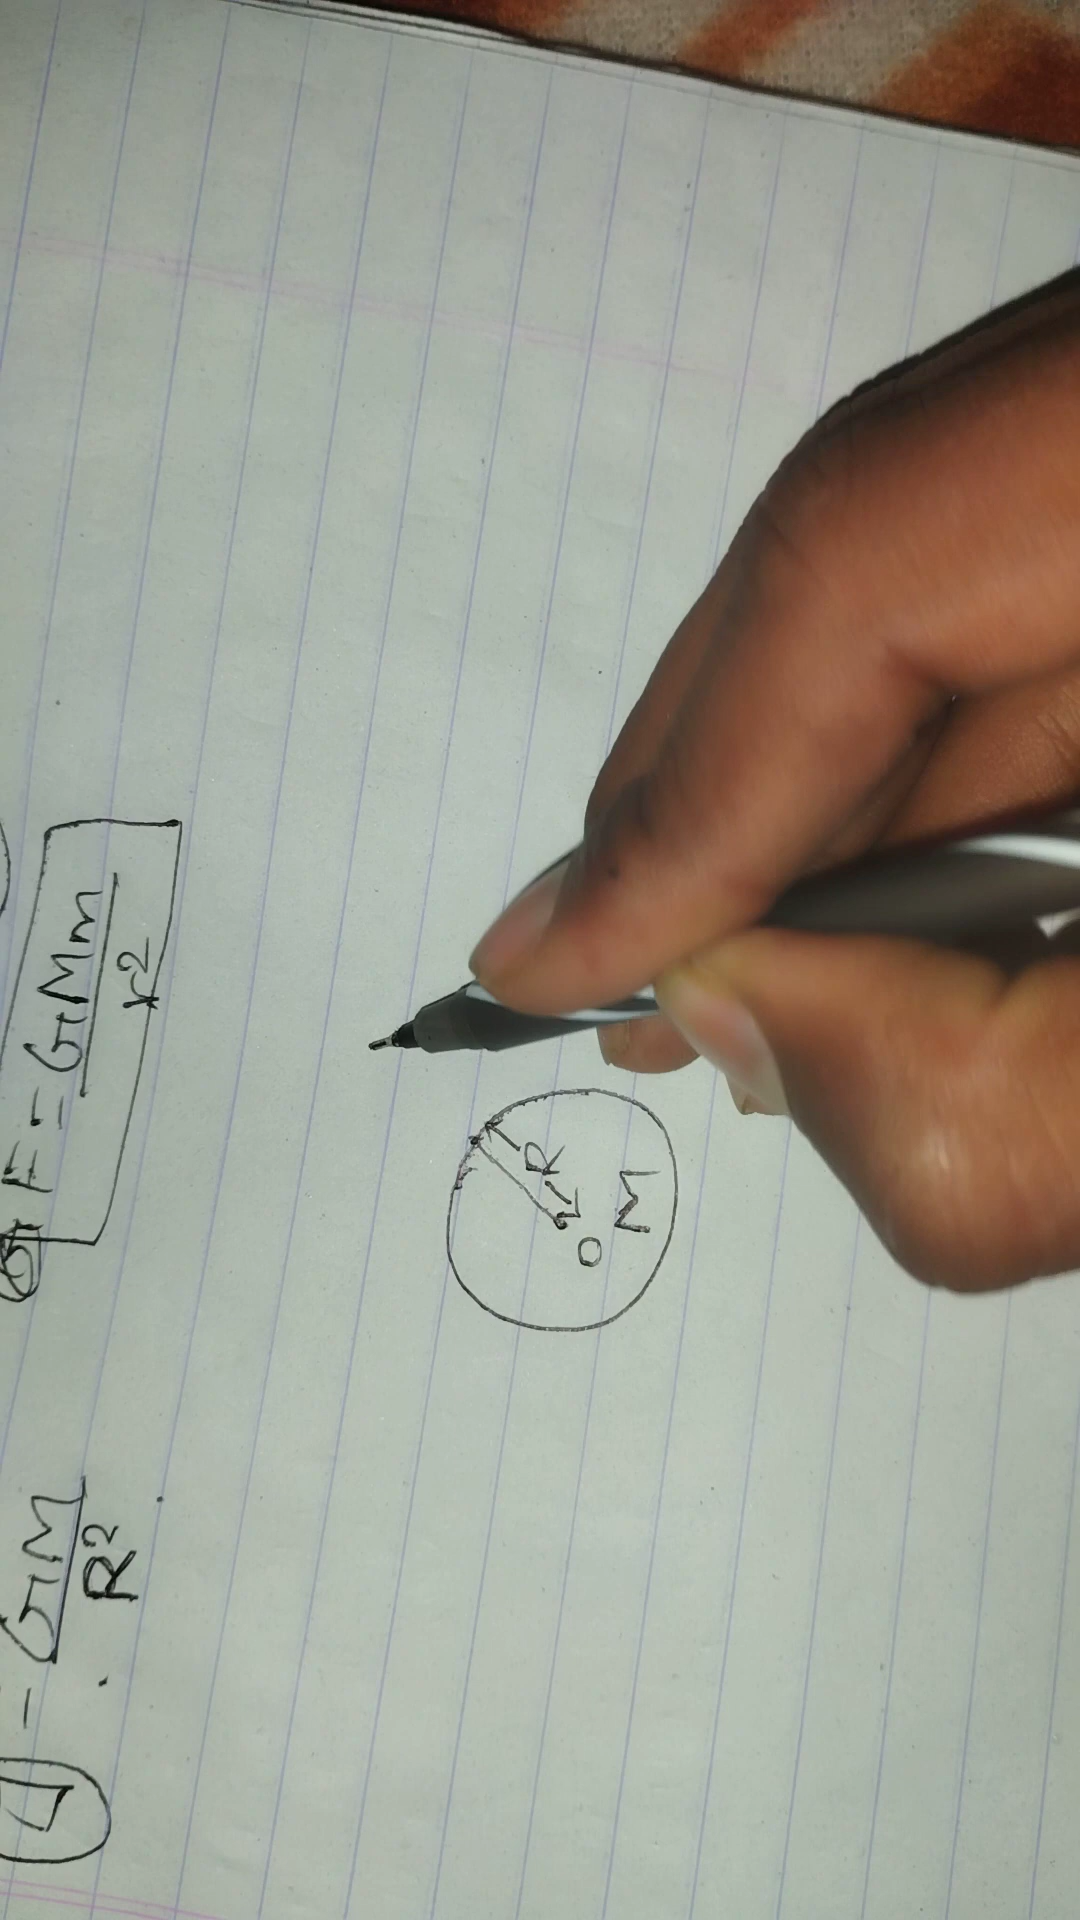 g = GM/R² F = GMm/r²
R
O
M